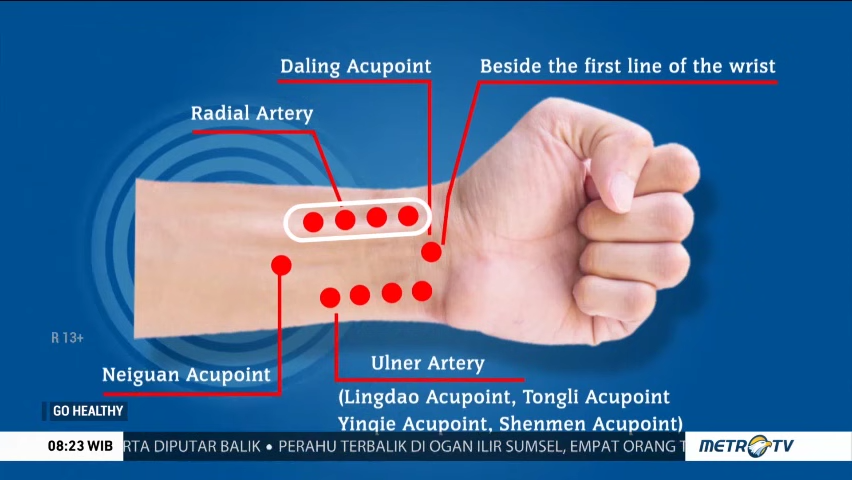 Daling Acupoint
Beside the first line of the wrist
Radial Artery
R 13+
Neiguan Acupoint
Ulner Artery
(Lingdao Acupoint, Tongli Acupoint
Yinqie Acupoint, Shenmen Acupoint)
GO HEALTHY
08:23 WIB
RTA DIPUTAR BALIK • PERAHU TERBALIK DI OGAN ILIR SUMSEL, EMPAT ORANG T
METRO TV